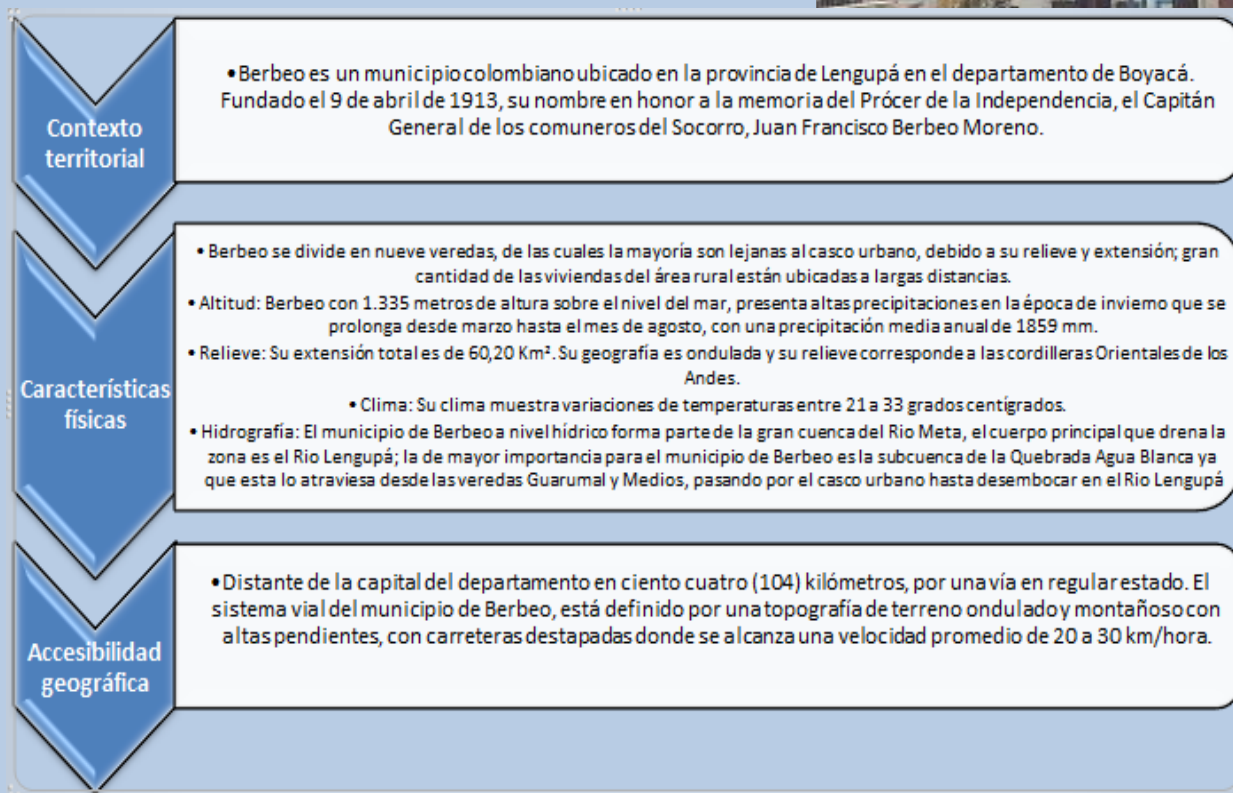 Contexto
territorial
•Berbeo es un municipio colombiano ubicado en la provincia de Lengupá en el departamento de Boyacá.
Fundado el 9 de abril de 1913, su nombre en honor a la memoria del Prócer de la Independencia, el Capitán
General de los comuneros del Socorro, Juan Francisco Berbeo Moreno.
Características
físicas
• Berbeo se divide en nueve veredas, de las cuales la mayoría son lejanas al casco urbano, debido a su relieve y extensión; gran
cantidad de las viviendas del área rural están ubicadas a largas distancias.
• Altitud: Berbeo con 1.335 metros de altura sobre el nivel del mar, presenta altas precipitaciones en la época de invierno que se
prolonga desde marzo hasta el mes de agosto, con una precipitación media anual de 1859 mm.
• Relieve: Su extensión total es de 60,20 Km². Su geografía es ondulada y su relieve corresponde a las cordilleras Orientales de los
Andes.
• Clima: Su clima muestra variaciones de temperaturas entre 21 a 33 grados centígrados.
• Hidrografía: El municipio de Berbeo a nivel hídrico forma parte de la gran cuenca del Rio Meta, el cuerpo principal que drena la
zona es el Rio Lengupá; la de mayor importancia para el municipio de Berbeo es la subcuenca de la Quebrada Agua Blanca ya
que esta lo atraviesa desde las veredas Guarumal y Medios, pasando por el casco urbano hasta desembocar en el Rio Lengupá
Accesibilidad
geográfica
•Distante de la capital del departamento en ciento cuatro (104) kilómetros, por una vía en regular estado. El
sistema vial del municipio de Berbeo, está definido por una topografía de terreno ondulado y montañoso con
altas pendientes, con carreteras destapadas donde se alcanza una velocidad promedio de 20 a 30 km/hora.